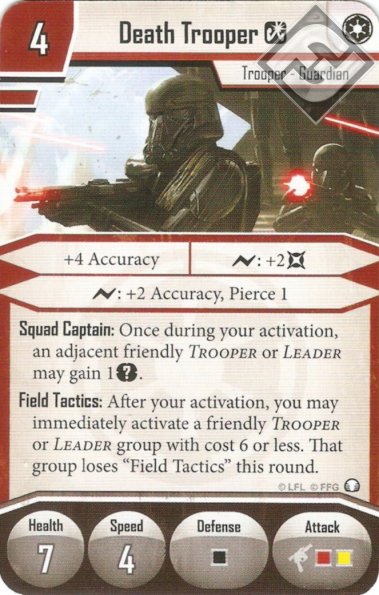 4
Death Trooper
Trooper - Guardian
+4 Accuracy
: +2
: +2 Accuracy, Pierce 1
Squad Captain: Once during your activation,
an adjacent friendly TROOPER or LEADER
may gain 1
Field Tactics: After your activation, you may
immediately activate a friendly TROOPER
or LEADER group with cost 6 or less. That
group loses “Field Tactics” this round.
© LFL © FFG
Health
Speed
Defense
Attack
7
4